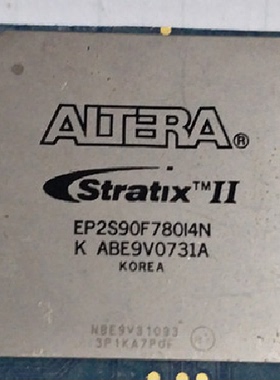 ALTERA®
Stratix™II
EP2S90F780I4N
K ABE9V0731A
KOREA